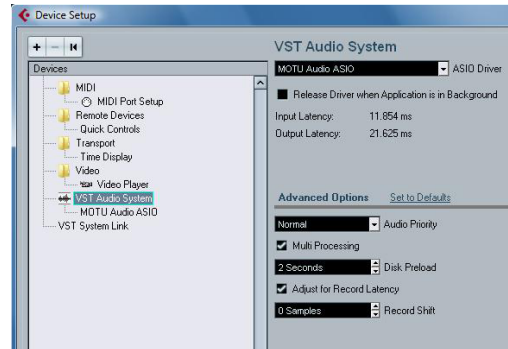 Device Setup
Devices
MIDI
MIDI Port Setup
Remote Devices
Quick Controls
Transport
Time Display
Video
Video Player
VST Audio System
MOTU Audio ASIO
VST System Link
VST Audio System
MOTU Audio ASIO ASIO Driver
Release Driver when Application is in Background
Input Latency: 11.854 ms
Output Latency: 21.625 ms
Advanced Options Set to Defaults
Normal Audio Priority
Multi Processing
2 Seconds Disk Preload
Adjust for Record Latency
0 Samples Record Shift